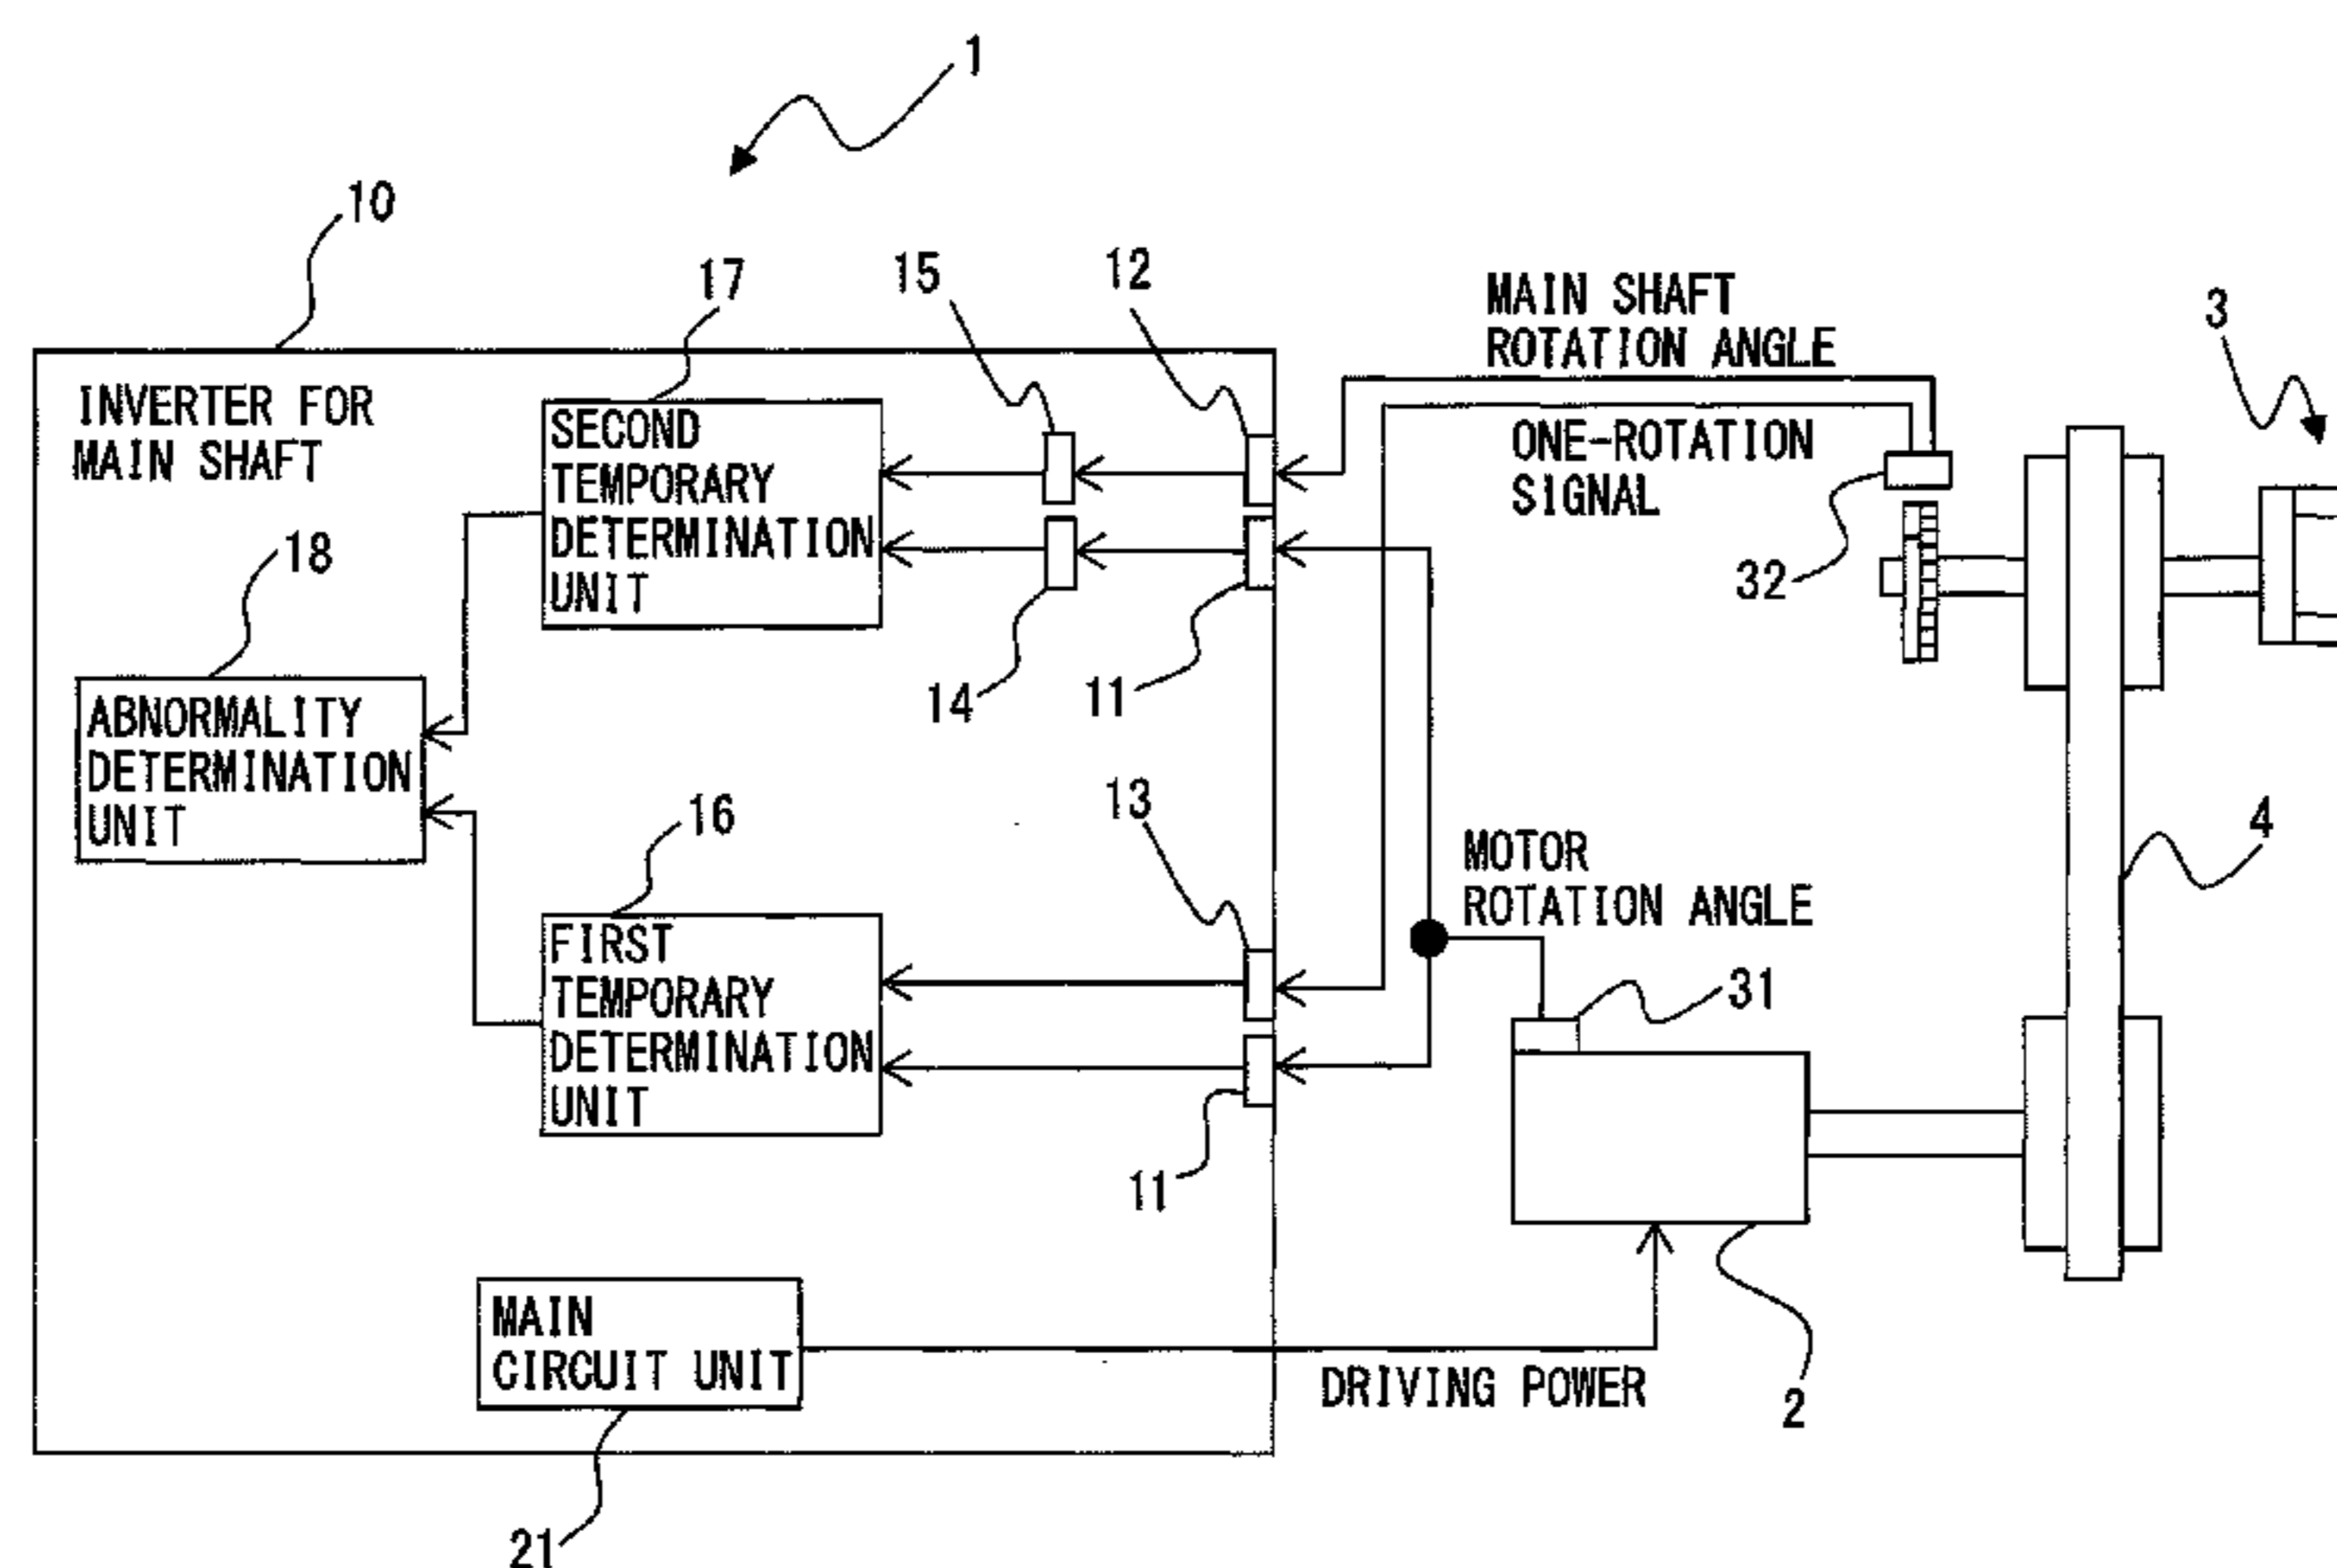 1
10
17
15
12
MAIN SHAFT
ROTATION ANGLE
3
INVERTER FOR
MAIN SHAFT
SECOND
TEMPORARY
DETERMINATION
UNIT
ONE-ROTATION
SIGNAL
32
18
14
11
ABNORMALITY
DETERMINATION
UNIT
16
13
MOTOR
ROTATION ANGLE
4
FIRST
TEMPORARY
DETERMINATION
UNIT
31
11
MAIN
CIRCUIT UNIT
DRIVING POWER
2
21